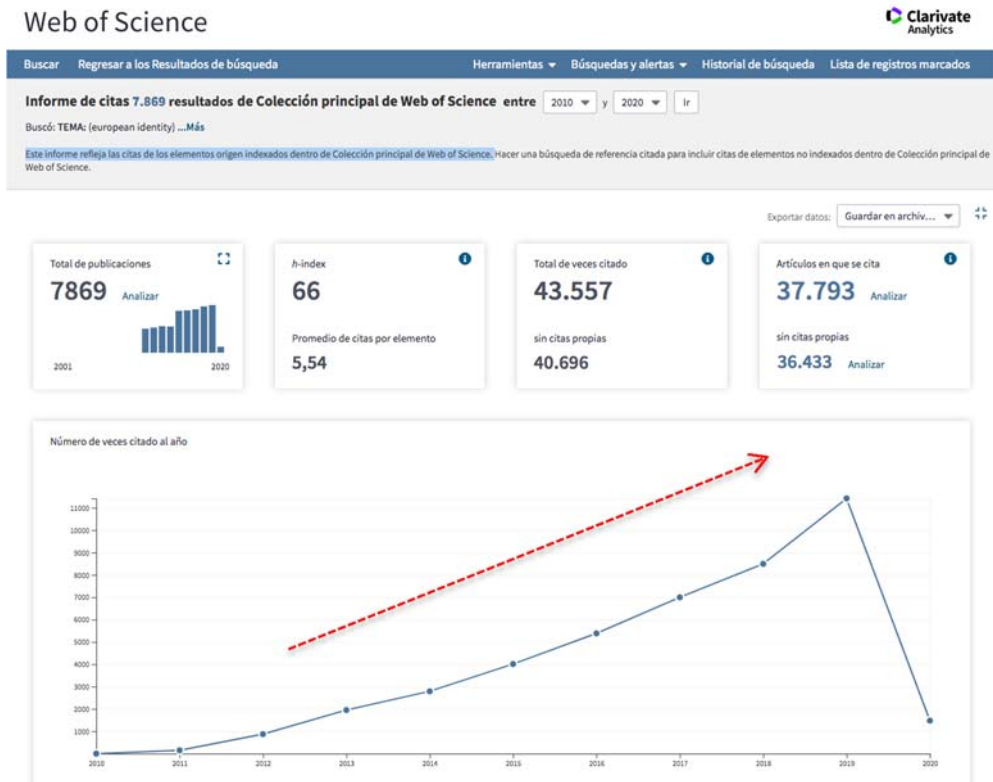 Web of Science
Clarivate
Analytics
Buscar Regresar a los Resultados de búsqueda Herramientas Búsquedas y alertas Historial de búsqueda Lista de registros marcados
Informe de citas 7.869 resultados de Colección principal de Web of Science entre 2010 y 2020 Ir
Buscó: TEMA: (european identity) ...Más
Este informe refleja las citas de los elementos origen indexados dentro de Colección principal de Web of Science. Hacer una búsqueda de referencia citada para incluir citas de elementos no indexados dentro de Colección principal de
Web of Science.
Exportar datos: Guardar en archiv...
Total de publicaciones
7869 Analizar
2001 2020
h-index
66
Promedio de citas por elemento
5,54
Total de veces citado
43.557
sin citas propias
40.696
Artículos en que se cita
37.793 Analizar
sin citas propias
36.433 Analizar
Número de veces citado al año
11000
10000
9000
8000
7000
6000
5000
4000
3000
2000
1000
2010 2011 2012 2013 2014 2015 2016 2017 2018 2019 2020